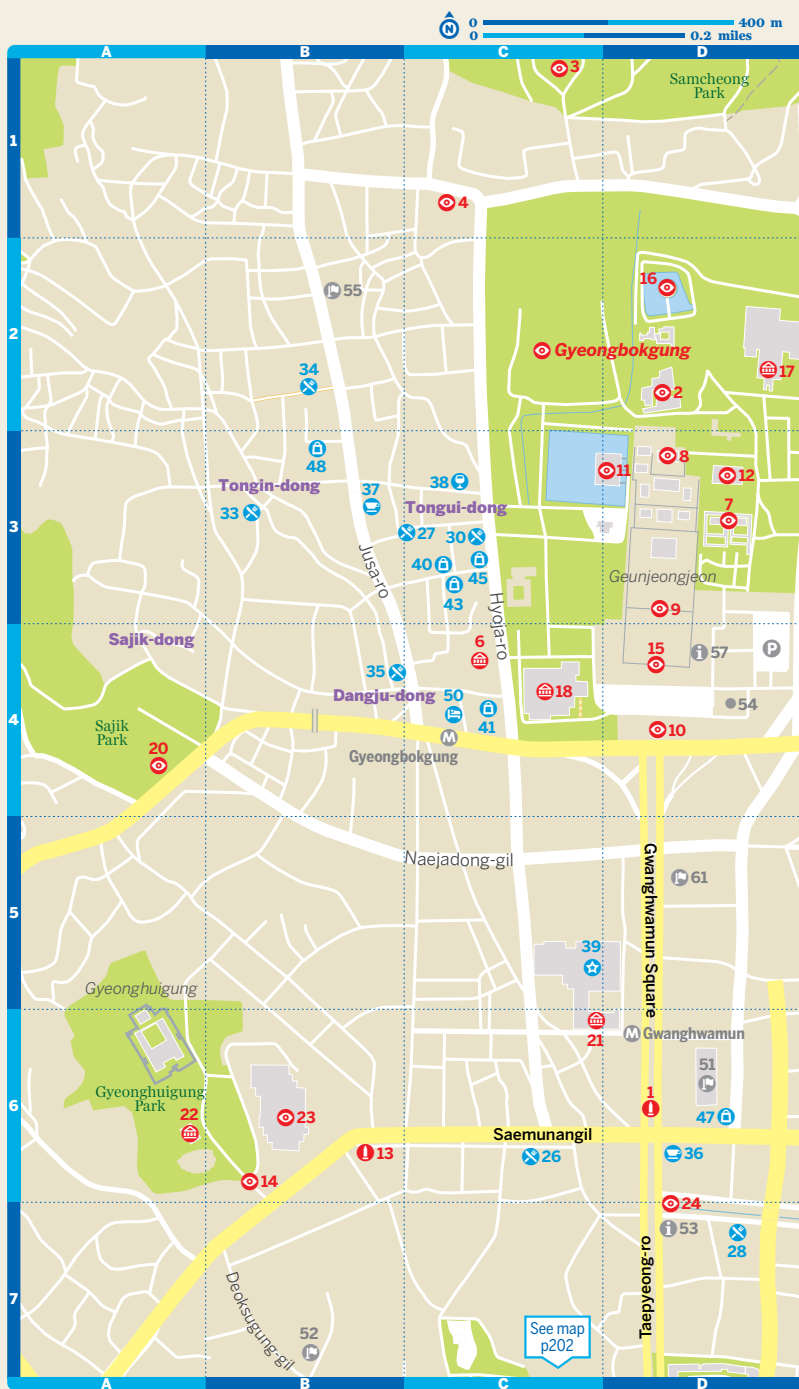 N
0 400 m
0 0.2 miles
A B C D
3
Samcheong
Park
1
4
16
55
2
Gyeongbokgung
17
34
2
8
48
11
12
Tongin-dong
38
37
7
Tongui-dong
33
27
30
3
40
45
Jusa-ro
Geunjeongjeon
43
Hyoja-ro
9
Sajik-dong
6
57
P
15
35
18
Dangju-dong
50
54
4
Sajik
Park
41
10
20
M
Gyeongbokgung
Naejadong-gil
Gwanghwamun Square
61
5
39
Gyeonghuigung
21
M Gwanghwamun
51
Gyeonghuigung
Park
1
6
47
22
23
Saemunangil
13
26
36
14
24
53
28
Taepyeong-ro
Deoksugung-gil
7
52
See map
p202
A B C D